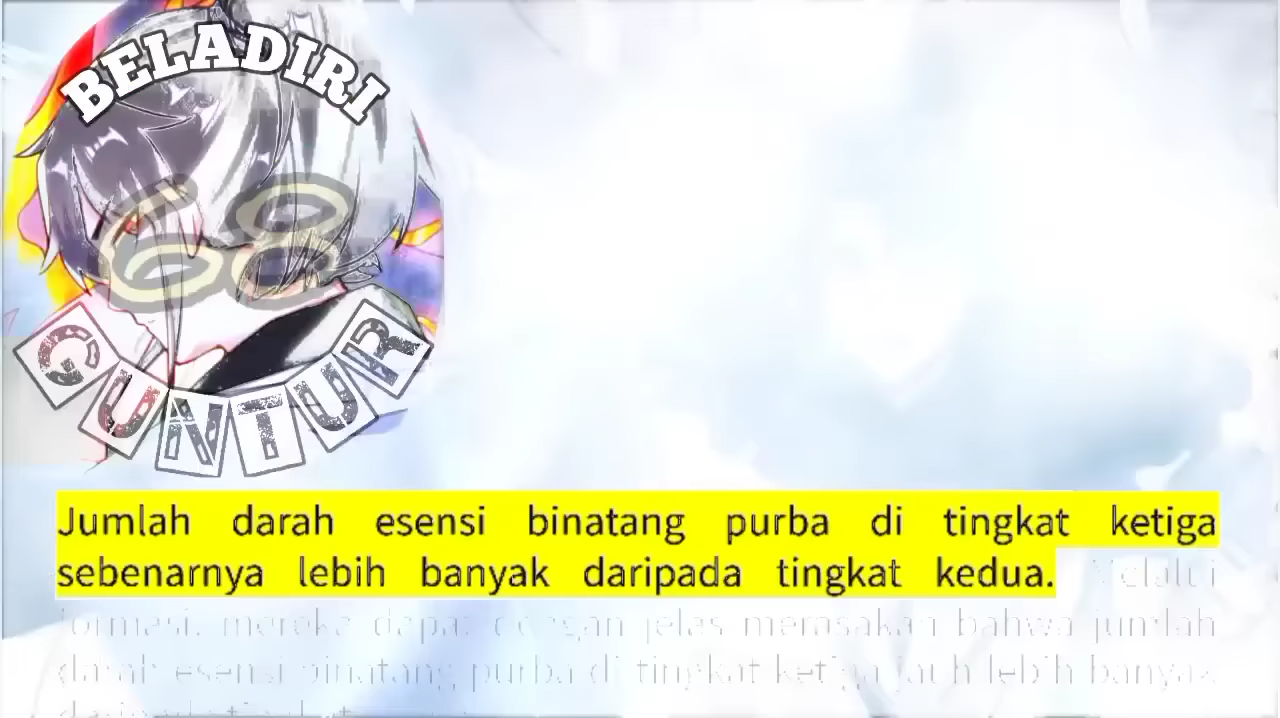 BELADIRI
GUNTUR
Jumlah darah esensi binatang purba di tingkat ketiga
sebenarnya lebih banyak daripada tingkat kedua. Melalui
formasi, mereka dapat dengan jelas merasakan bahwa jumlah
darah esensi binatang purba di tingkat ketiga jauh lebih banyak